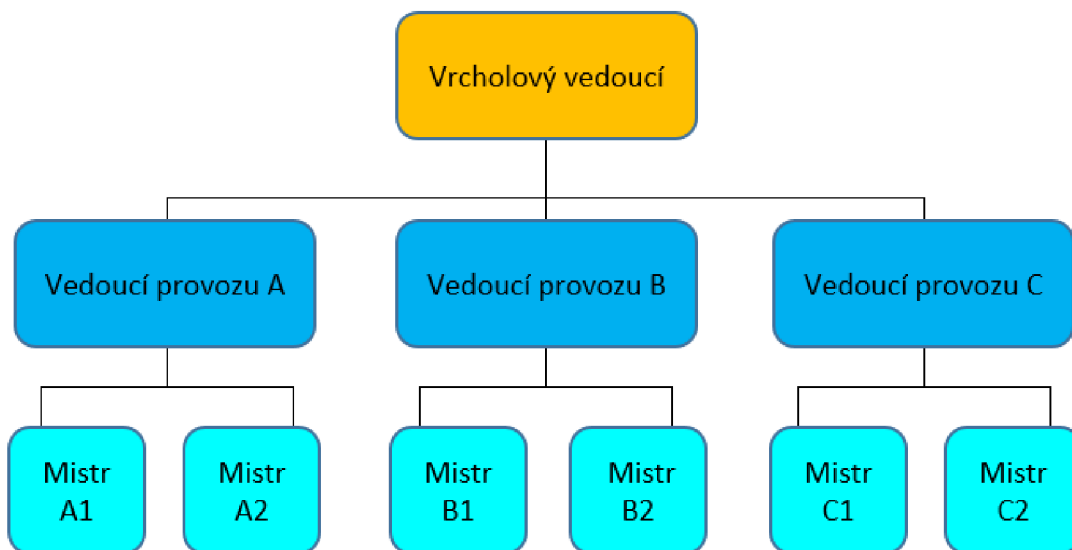 Vrcholový vedoucí
Vedoucí provozu A
Vedoucí provozu B
Vedoucí provozu C
Mistr
A1
Mistr
A2
Mistr
B1
Mistr
B2
Mistr
C1
Mistr
C2